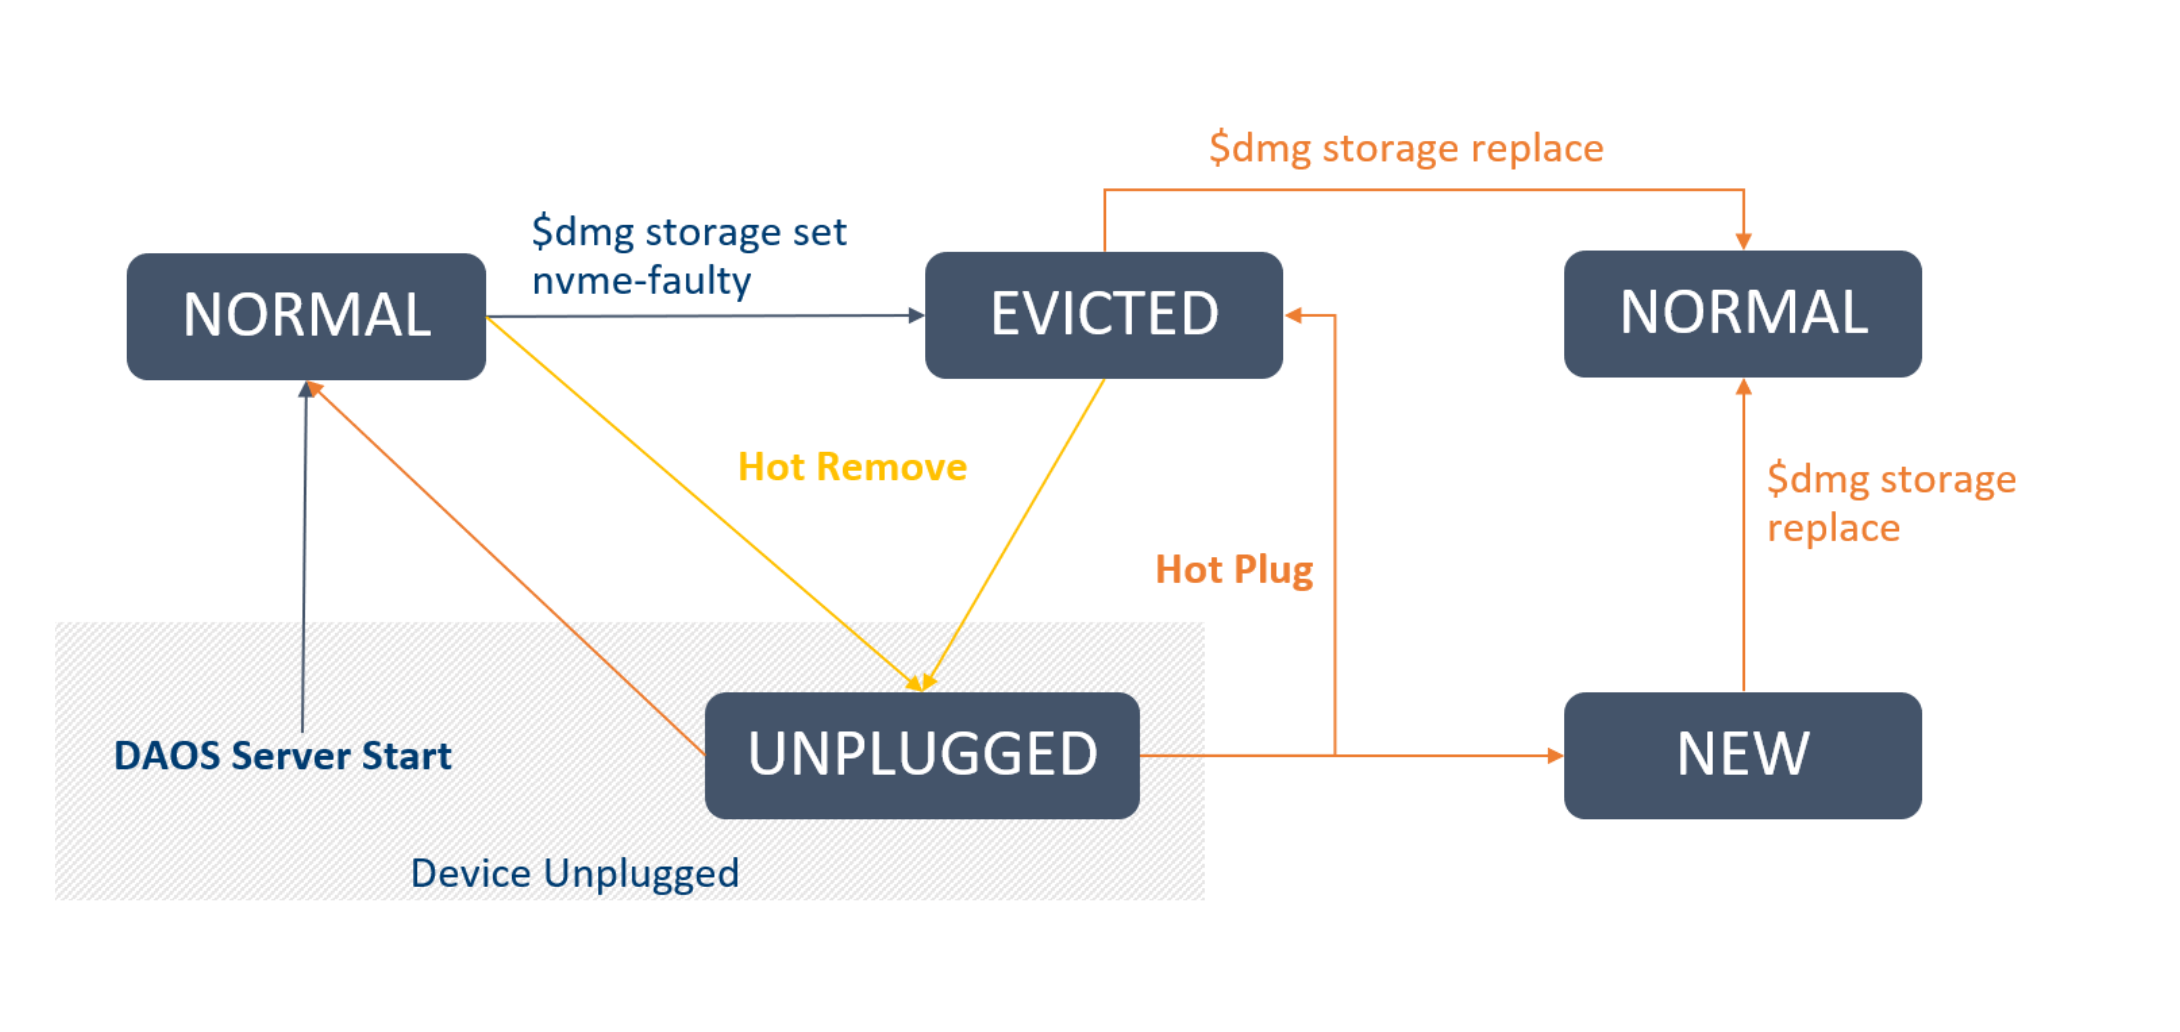 $dmg storage replace
$dmg storage set
nvme-faulty
NORMAL
EVICTED
NORMAL
Hot Remove
$dmg storage
replace
Hot Plug
DAOS Server Start
UNPLUGGED
NEW
Device Unplugged